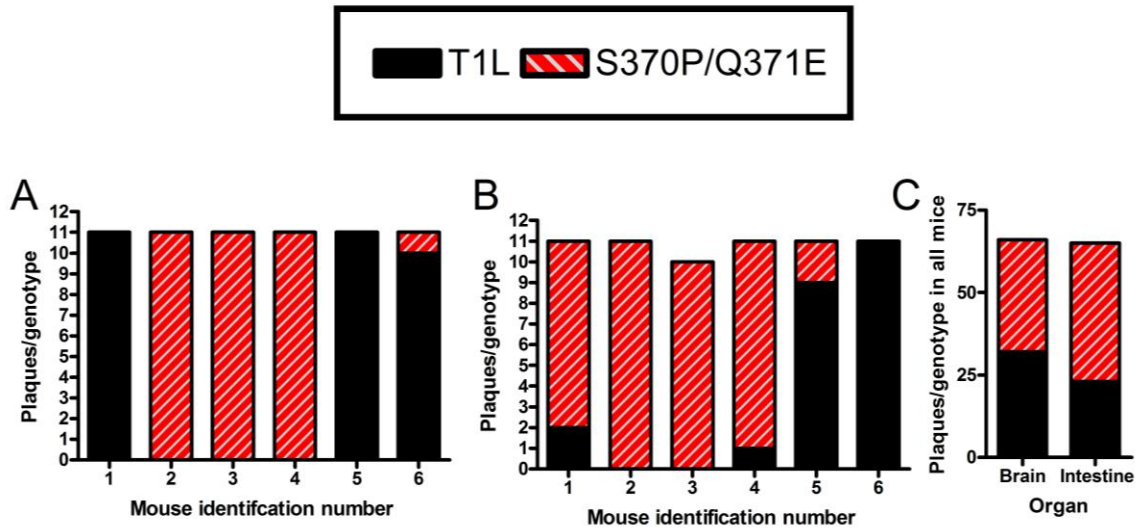 T1L S370P/Q371E
A
Plaques/genotype
12
11
10
9
8
7
6
5
4
3
2
1
0
1 2 3 4 5 6
Mouse identifcation number
B
Plaques/genotype
12
11
10
9
8
7
6
5
4
3
2
1
0
1 2 3 4 5 6
Mouse identification number
C
Plaques/genotype in all mice
75
50
25
0
Brain Intestine
Organ